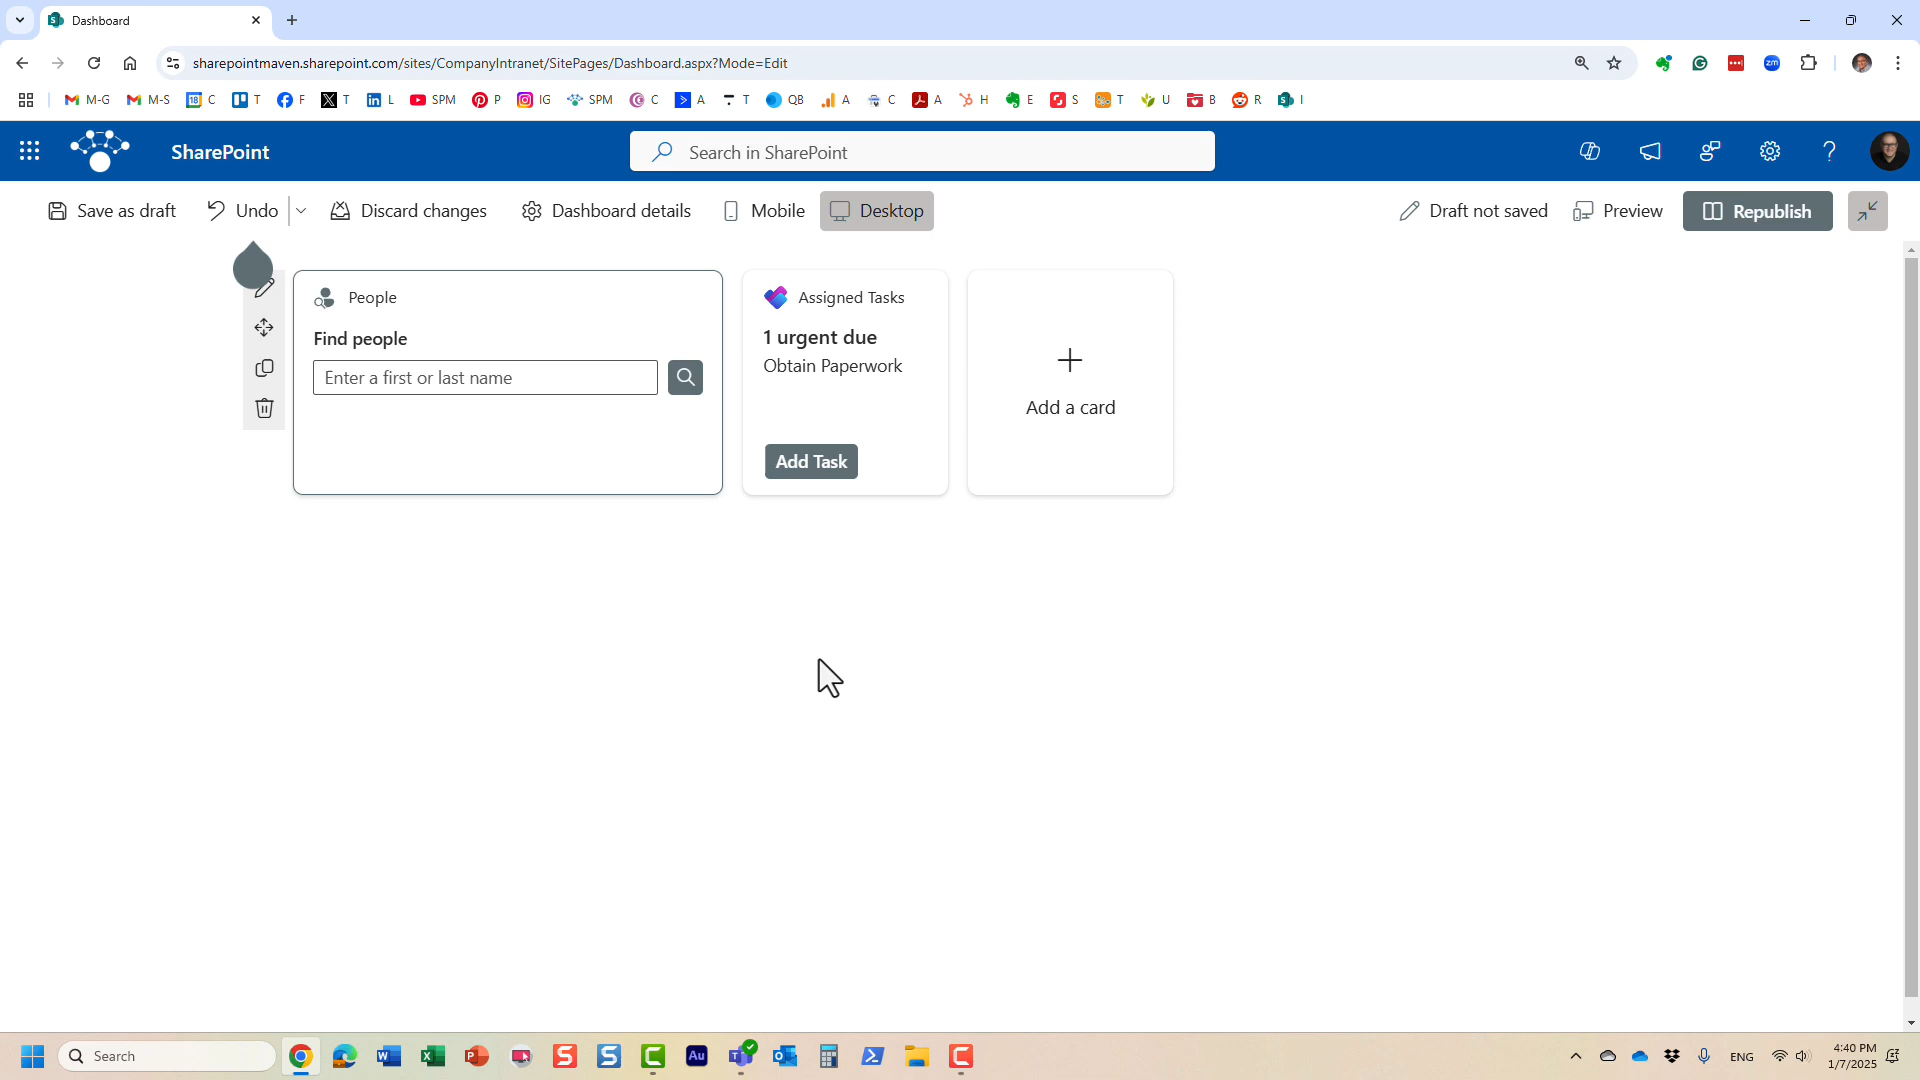 Dashboard
sharepointmaven.sharepoint.com/sites/CompanyIntranet/SitePages/Dashboard.aspx?Mode=Edit
M-G M-S C T F T L SPM P IG SPM C A T QB A C A H E S T U B R I
SharePoint
Search in SharePoint
Save as draft Undo Discard changes Dashboard details Mobile Desktop Draft not saved Preview Republish
People
Find people
Enter a first or last name
Assigned Tasks
1 urgent due
Obtain Paperwork
Add Task
Add a card
Search
ENG
4:40 PM
1/7/2025